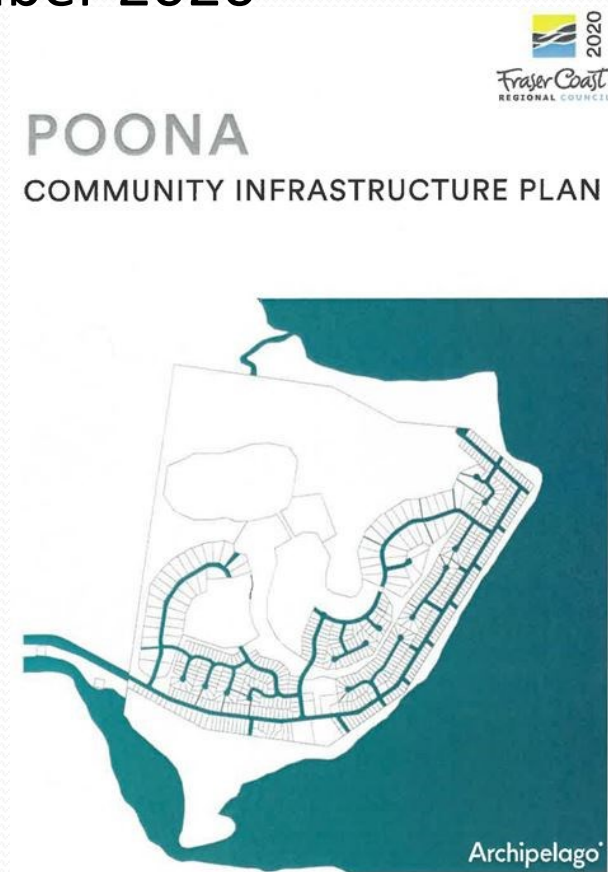 2020
Fraser Coast
REGIONAL COUNCIL
POONA
COMMUNITY INFRASTRUCTURE PLAN
Archipelago